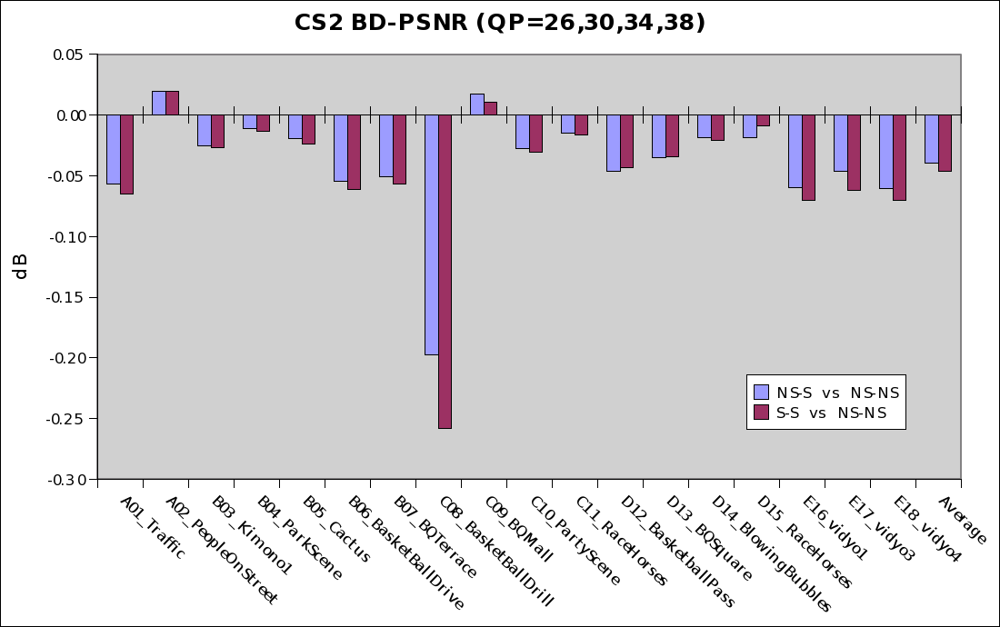 CS2 BD-PSNR (QP=26,30,34,38)
0.05
0.00
-0.05
-0.10
-0.15
-0.20
-0.25
-0.30
dB
NS-S vs NS-NS
S-S vs NS-NS
A01_Traffic
A02_PeopleOnStreet
B03_Kimono1
B04_ParkScene
B05_Cactus
B06_BasketBallDrive
B07_BQTerrace
C08_BasketBallDrill
C09_BQMall
C10_PartyScene
C11_RaceHorses
D12_BasketballPass
D13_BQSquare
D14_BlowingBubbles
D15_RaceHorses
E16_vidyo1
E17_vidyo3
E18_vidyo4
Average